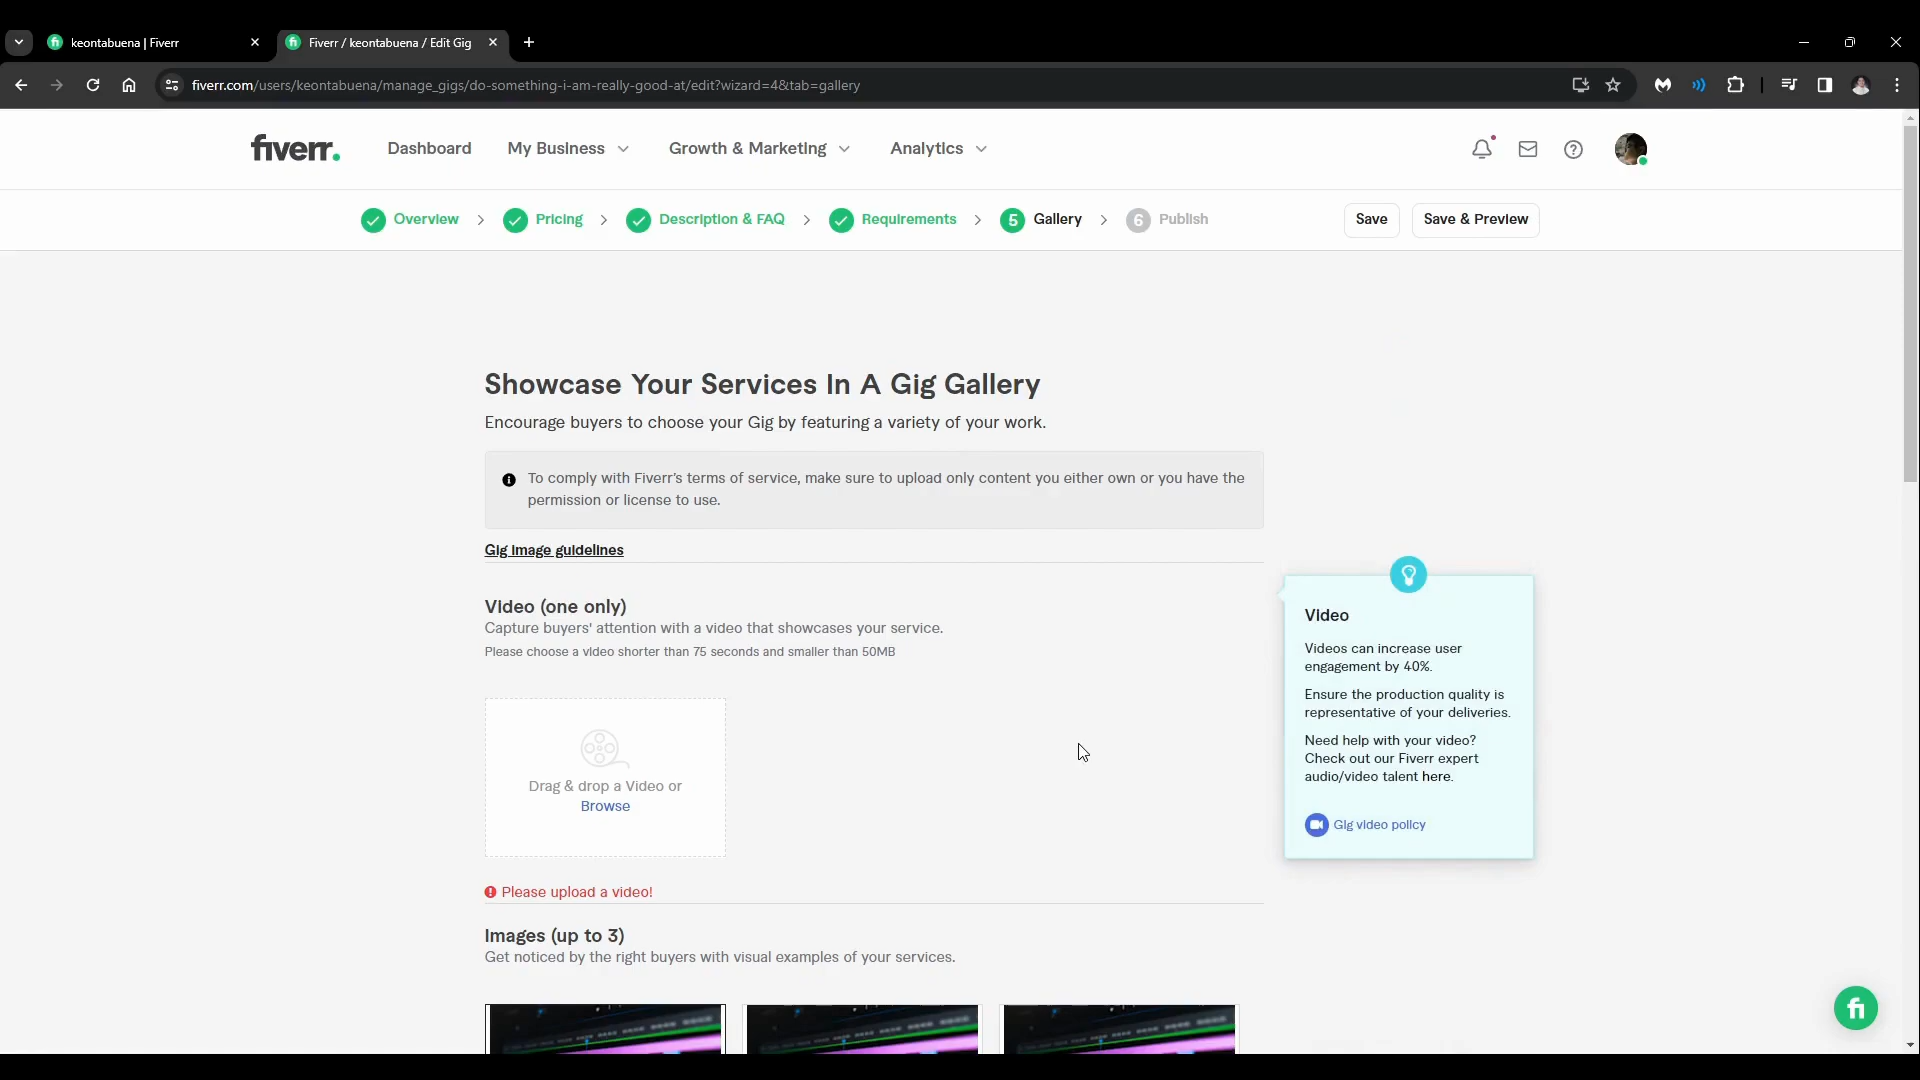 keontabuena | Fiverr
Fiverr / keontabuena / Edit Gig
fiverr.com/users/keontabuena/manage_gigs/do-something-i-am-really-good-at/edit?wizard=4&tab=gallery
fiverr.
Dashboard
My Business
Growth & Marketing
Analytics
Overview
Pricing
Description & FAQ
Requirements
5 Gallery
6 Publish
Save
Save & Preview
Showcase Your Services In A Gig Gallery
Encourage buyers to choose your Gig by featuring a variety of your work.
To comply with Fiverr's terms of service, make sure to upload only content you either own or you have the
permission or license to use.
Gig image guidelines
Video (one only)
Capture buyers' attention with a video that showcases your service.
Please choose a video shorter than 75 seconds and smaller than 50MB
Drag & drop a Video or
Browse
Please upload a video!
Video
Videos can increase user
engagement by 40%.
Ensure the production quality is
representative of your deliveries.
Need help with your video?
Check out our Fiverr expert
audio/video talent here.
Gig video policy
Images (up to 3)
Get noticed by the right buyers with visual examples of your services.
fi